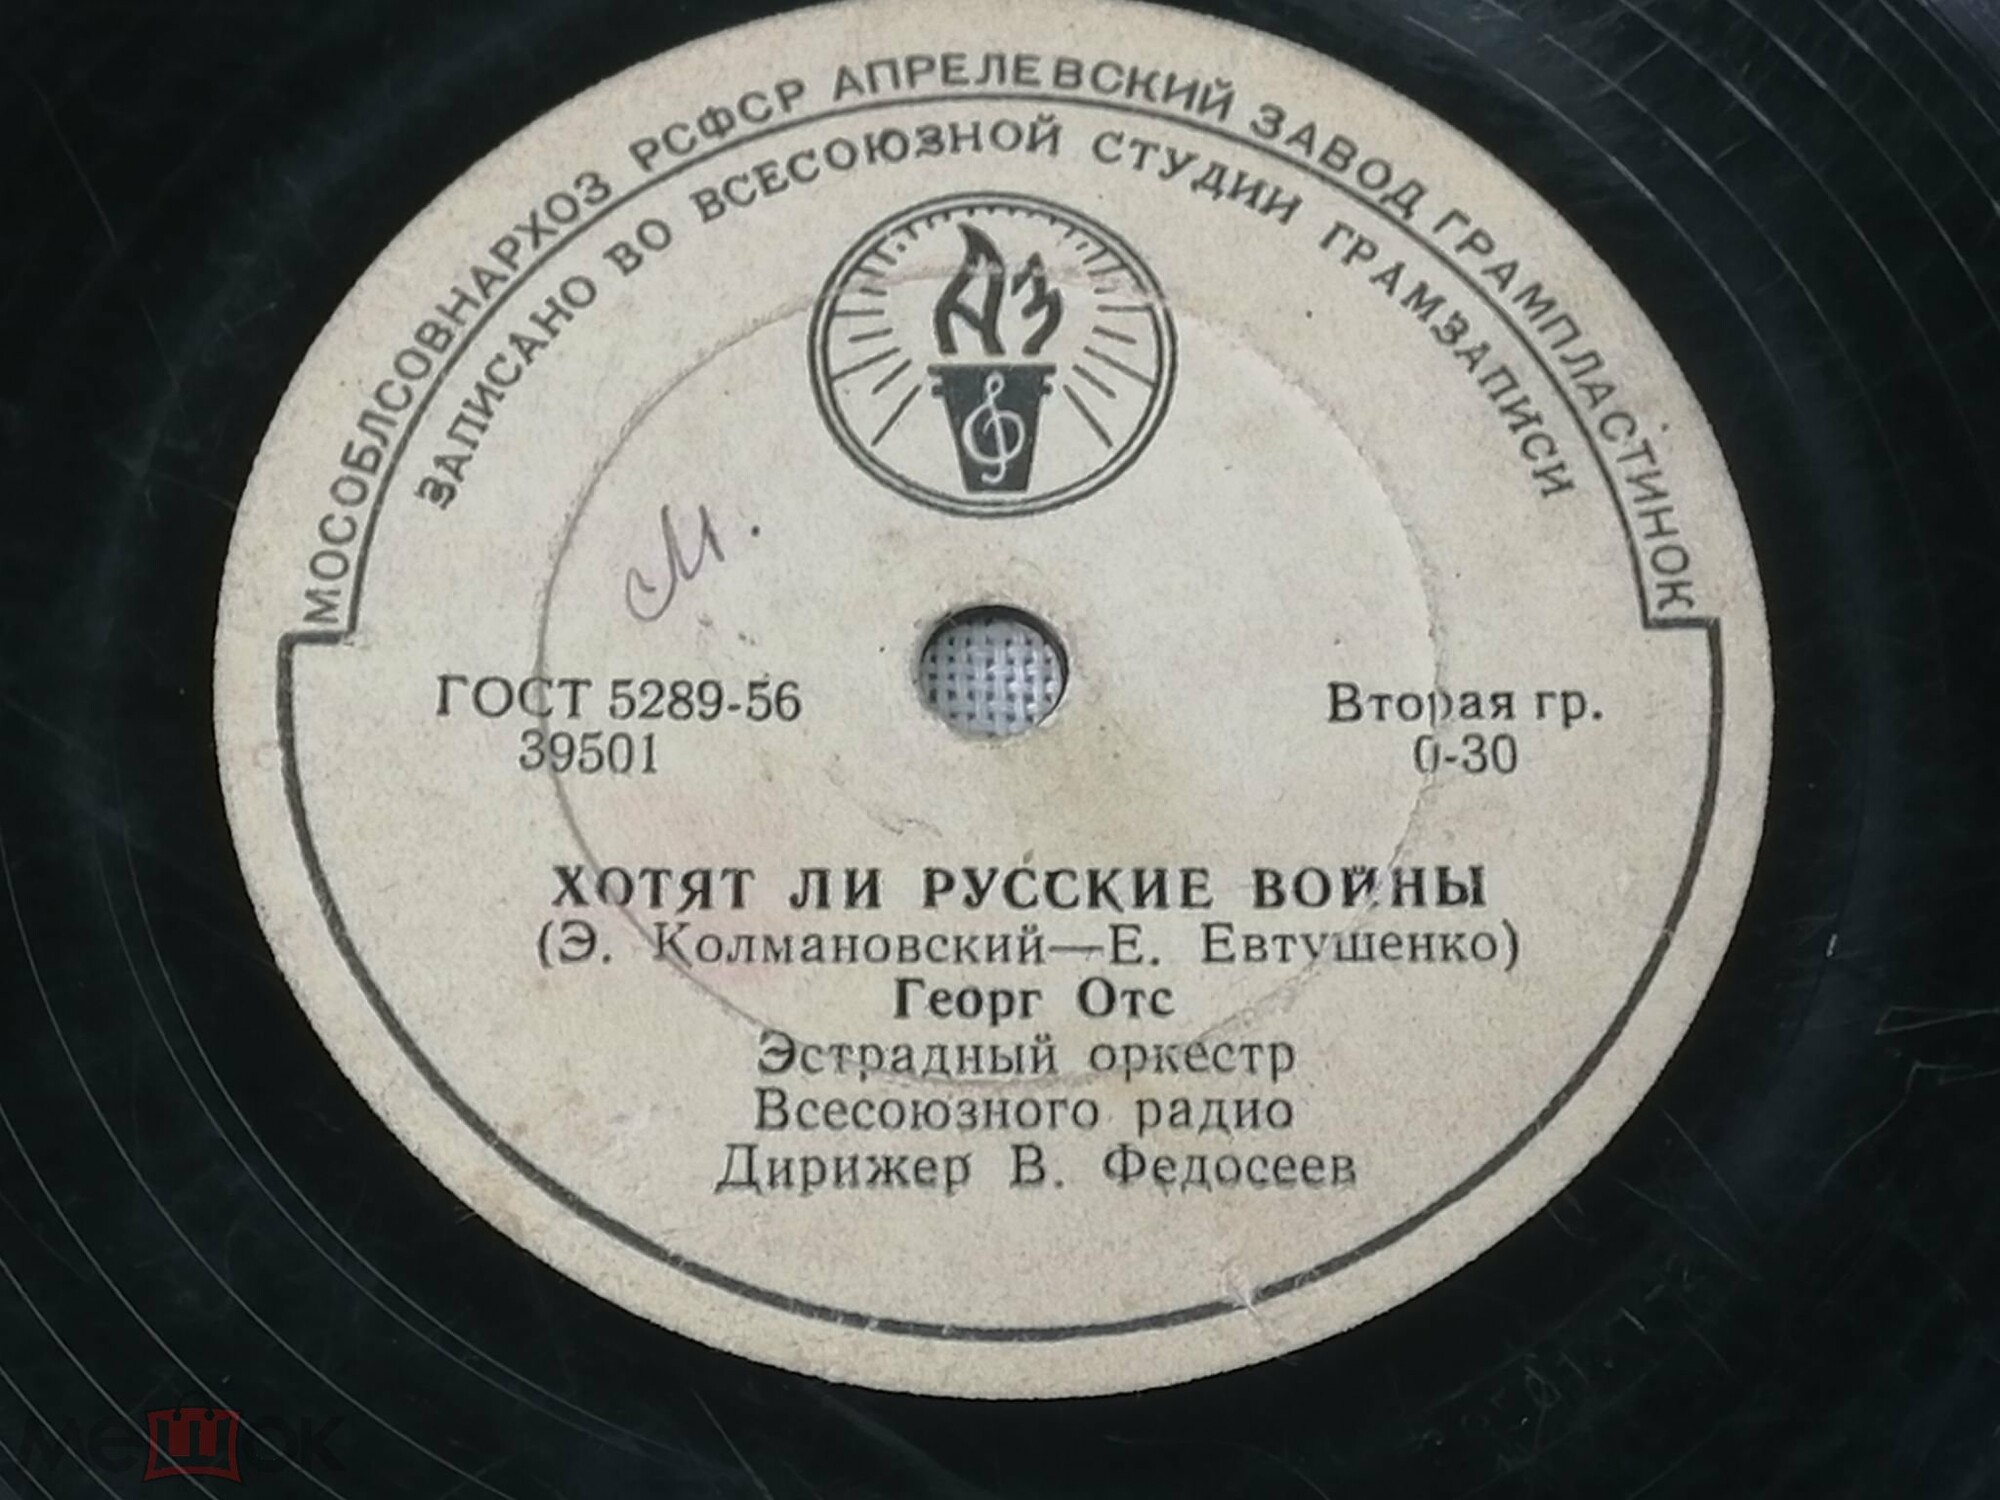 МОСОБЛСОВНАРХОЗ РСФСР АПРЕЛЕВСКИЙ ЗАВОД ГРАМПЛАСТИНОК
ЗАПИСАНО ВО ВСЕСОЮЗНОЙ СТУДИИ ГРАМЗАПИСИ
АЗ
М.
ГОСТ 5289-56
39501
Вторая гр.
0-30
ХОТЯТ ЛИ РУССКИЕ ВОЙНЫ
(Э. Колмановский—Е. Евтушенко)
Георг Отс
Эстрадный оркестр
Всесоюзного радио
Дирижер В. Федосеев
мешок